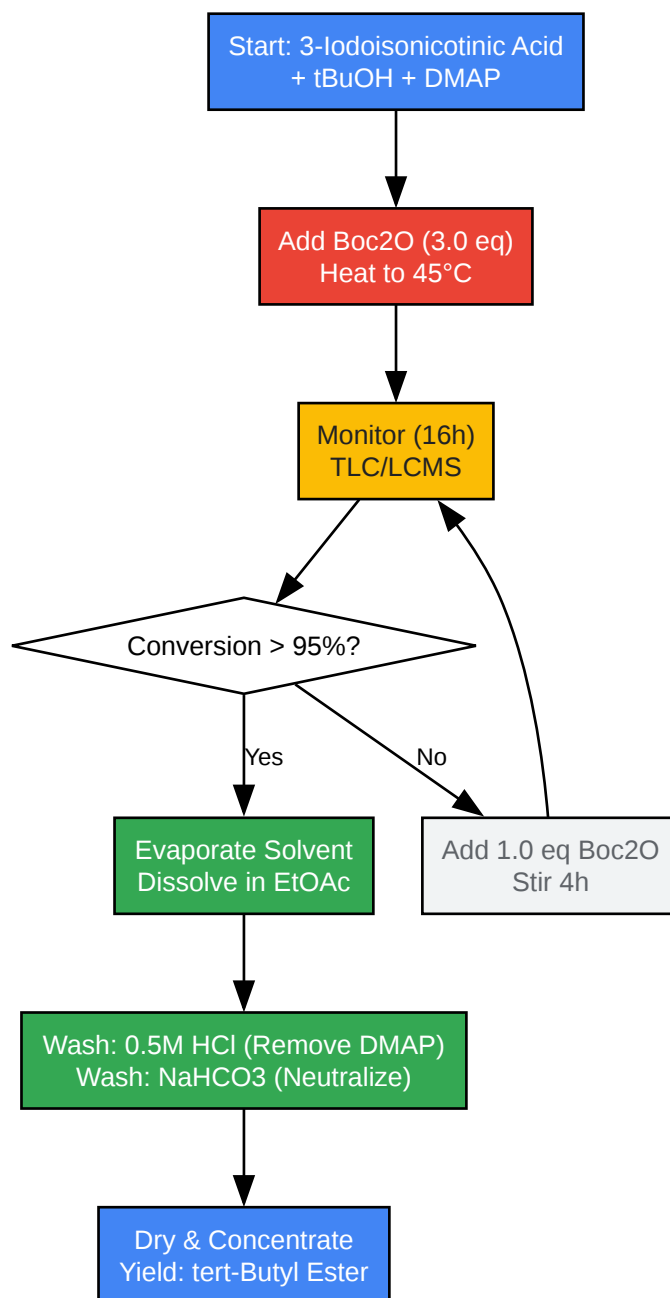 Start: 3-Iodoisonicotinic Acid
+ tBuOH + DMAP
Add Boc2O (3.0 eq)
Heat to 45°C
Monitor (16h)
TLC/LCMS
Conversion > 95%?
Yes
No
Evaporate Solvent
Dissolve in EtOAc
Add 1.0 eq Boc2O
Stir 4h
Wash: 0.5M HCl (Remove DMAP)
Wash: NaHCO3 (Neutralize)
Dry & Concentrate
Yield: tert-Butyl Ester